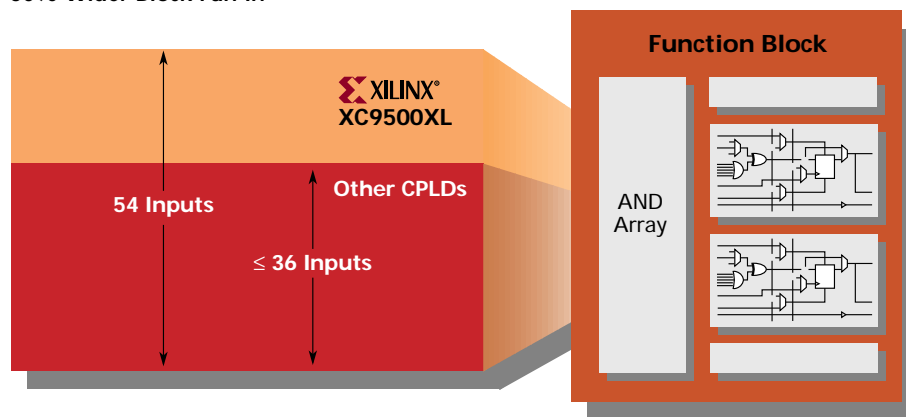 Function Block
XILINX®
XC9500XL
Other CPLDs
54 Inputs
≤ 36 Inputs
AND
Array